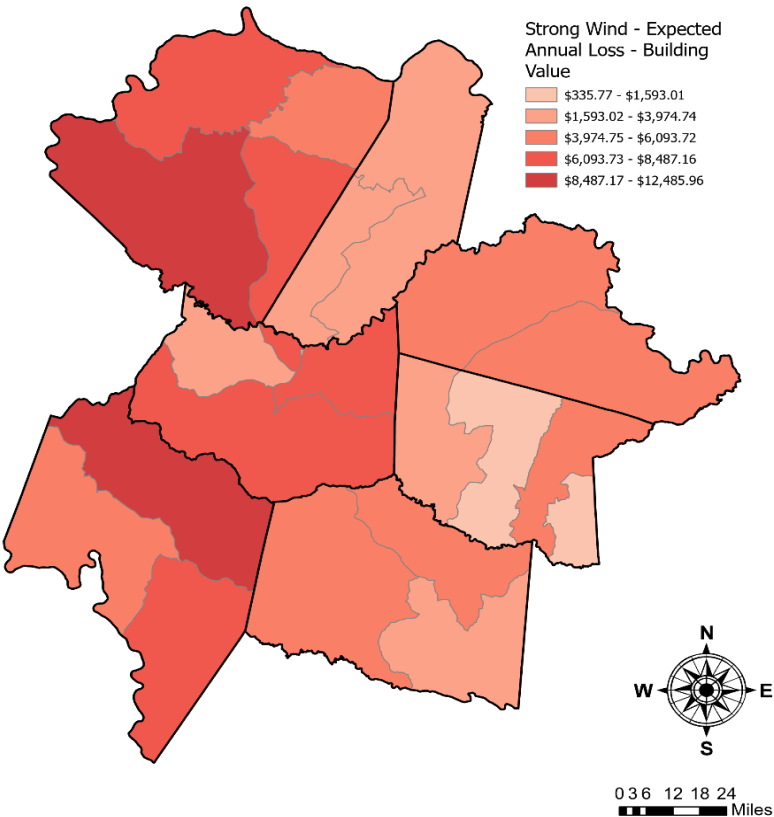 Strong Wind - Expected
Annual Loss - Building
Value
$335.77 - $1,593.01
$1,593.02 - $3,974.74
$3,974.75 - $6,093.72
$6,093.73 - $8,487.16
$8,487.17 - $12,485.96
N
W E
S
0 3 6 12 18 24
Miles